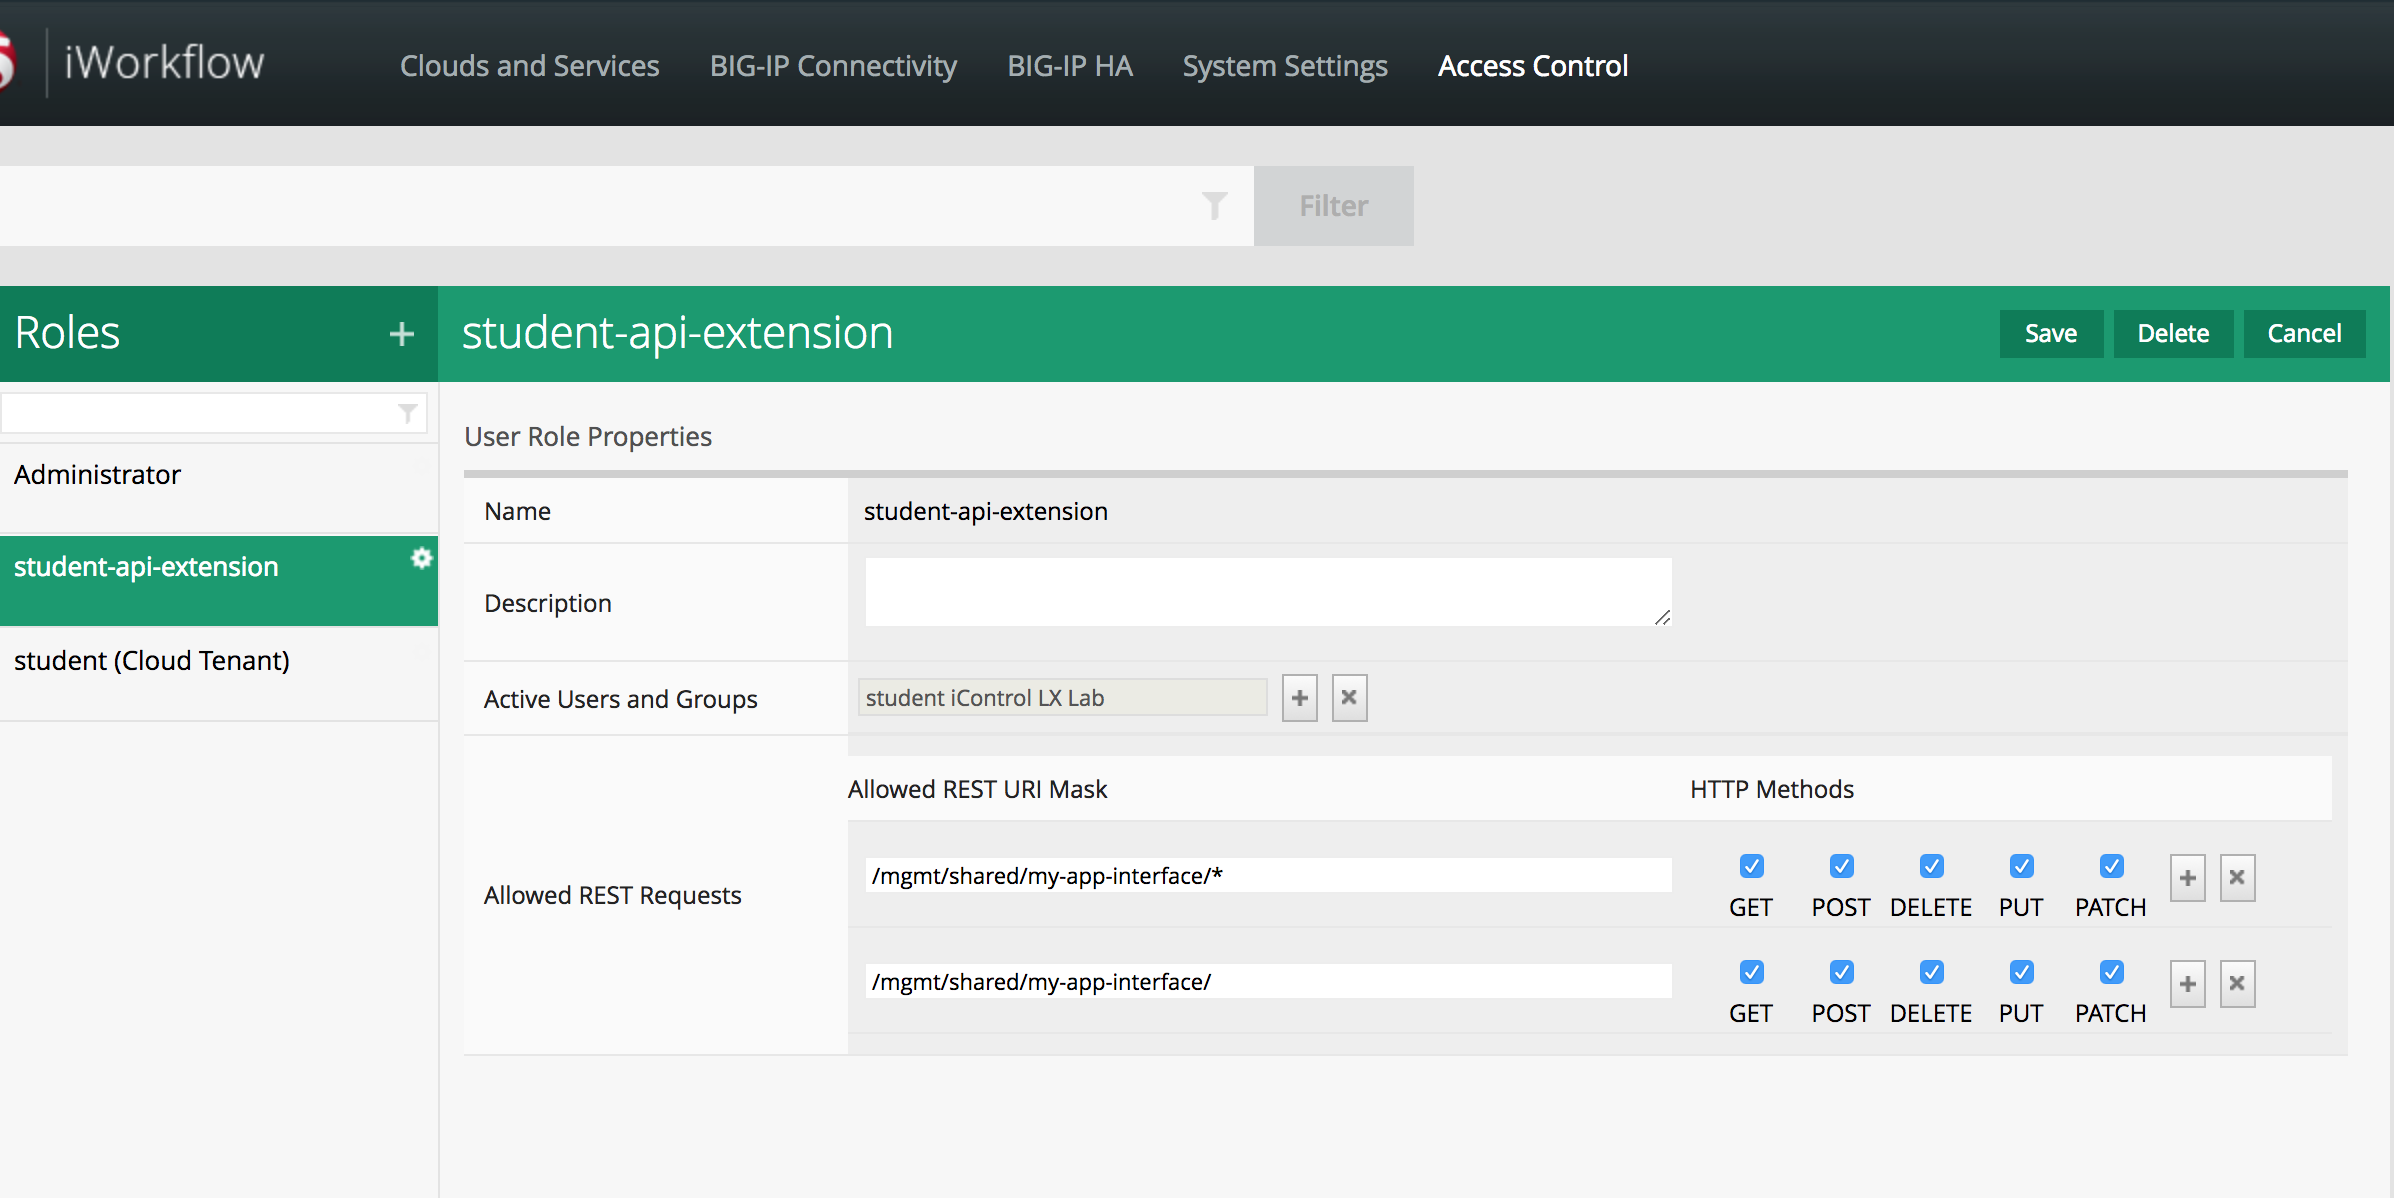 iWorkflow
Clouds and Services BIG-IP Connectivity BIG-IP HA System Settings Access Control
Filter
Roles +
student-api-extension
Save Delete Cancel
Administrator
student-api-extension
student (Cloud Tenant)
User Role Properties
Name student-api-extension
Description
Active Users and Groups student iControl LX Lab
Allowed REST URI Mask HTTP Methods
Allowed REST Requests
/mgmt/shared/my-app-interface/*
GET POST DELETE PUT PATCH
/mgmt/shared/my-app-interface/
GET POST DELETE PUT PATCH